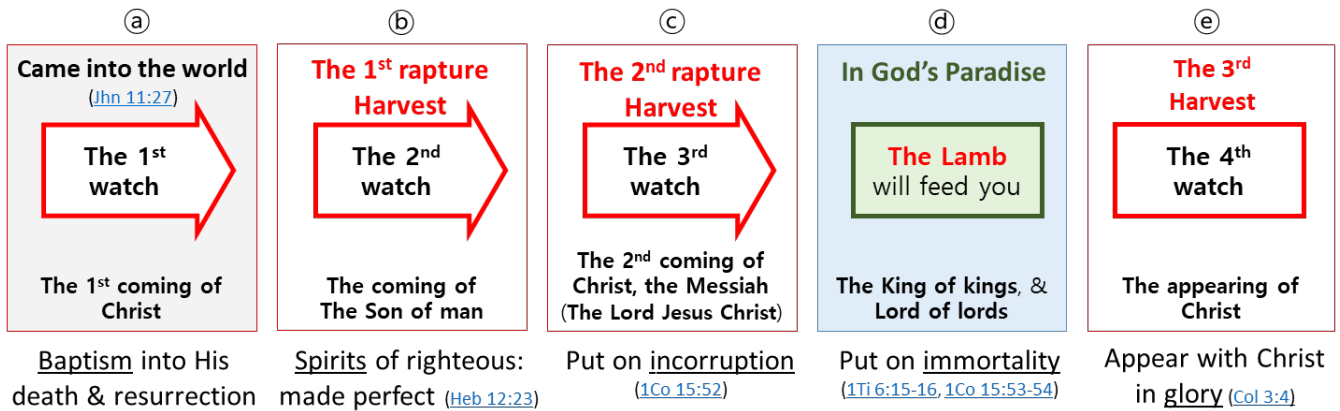 ⓐ
Came into the world
(Jhn 11:27)
The 1st
watch
The 1st coming of
Christ
Baptism into His
death & resurrection
ⓑ
The 1st rapture
Harvest
The 2nd
watch
The coming of
The Son of man
Spirits of righteous:
made perfect (Heb 12:23)
ⓒ
The 2nd rapture
Harvest
The 3rd
watch
The 2nd coming of
Christ, the Messiah
(The Lord Jesus Christ)
Put on incorruption
(1Co 15:52)
ⓓ
In God’s Paradise
The Lamb
will feed you
The King of kings, &
Lord of lords
Put on immortality
(1Ti 6:15-16, 1Co 15:53-54)
ⓔ
The 3rd
Harvest
The 4th
watch
The appearing of
Christ
Appear with Christ
in glory (Col 3:4)